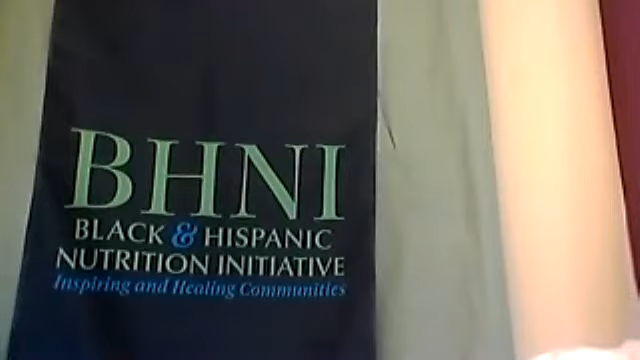 BHNI
BLACK & HISPANIC
NUTRITION INITIATIVE
Inspiring and Healing Communities